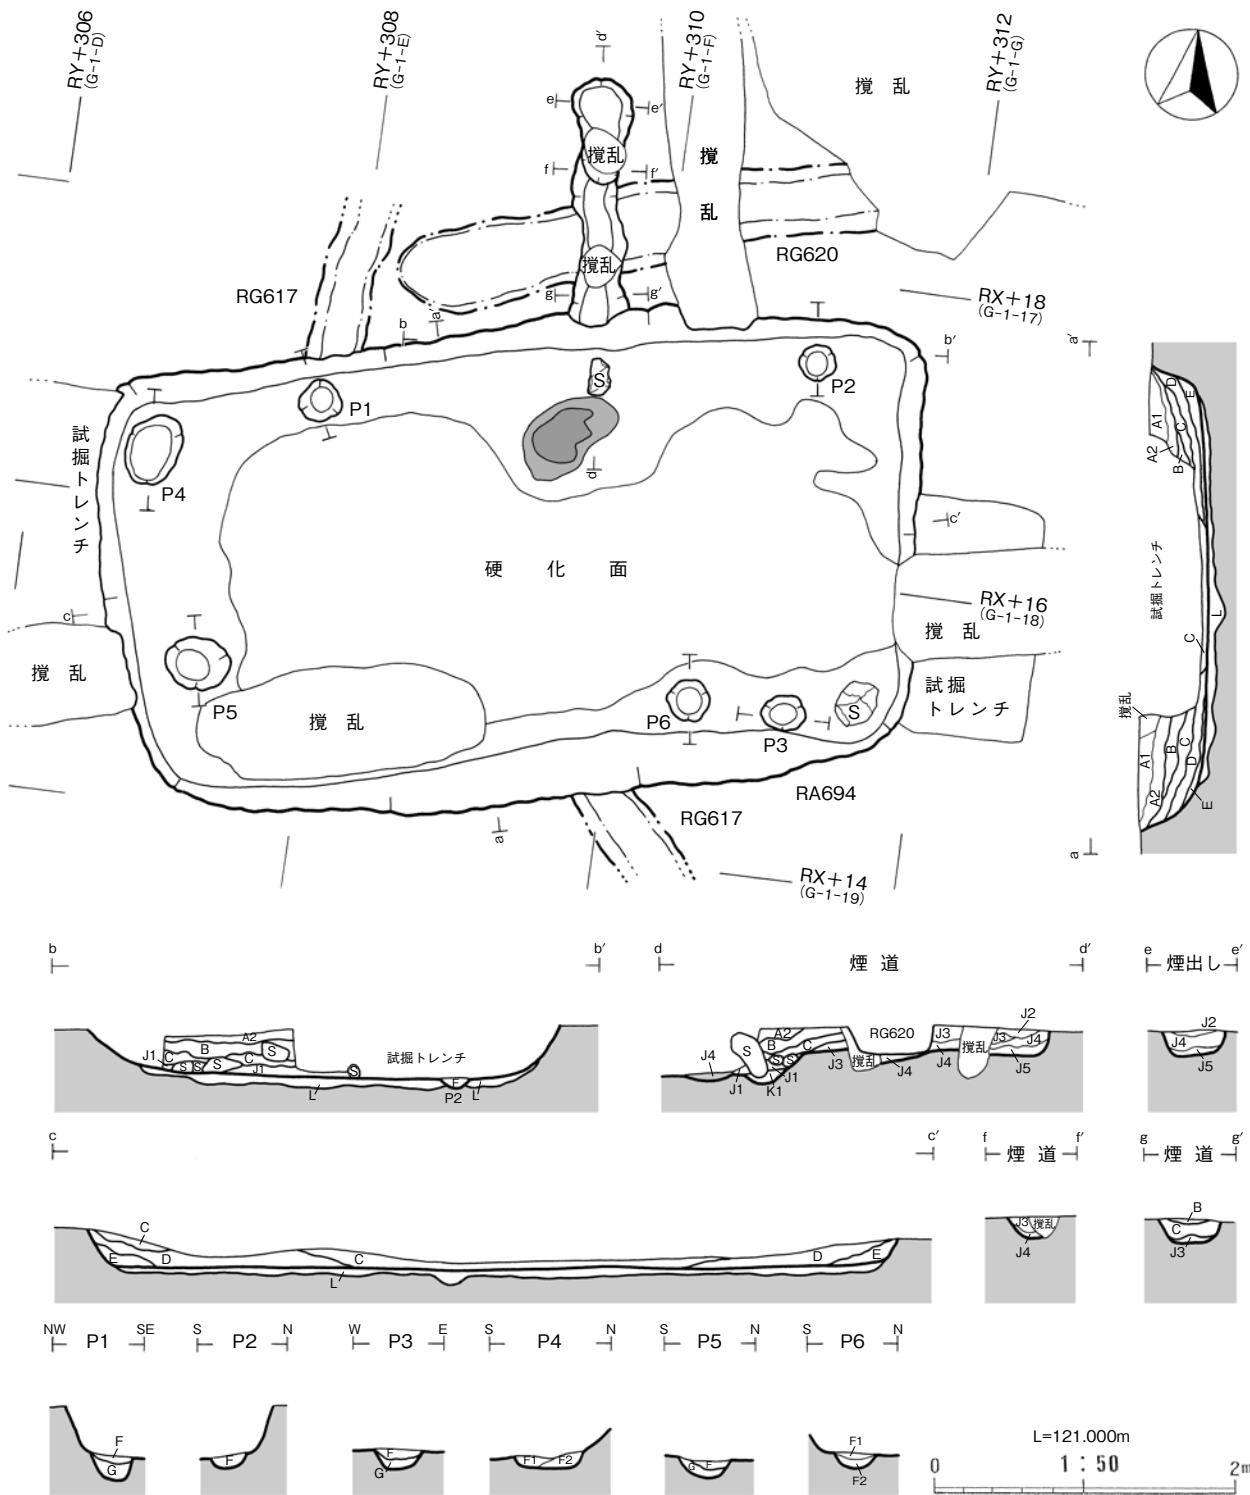 RY+306
(G-1-D)
RY+308
(G-1-E)
RY+310
(G-1-F)
RY+312
(G-1-G)
d'
撹 乱
e
e'
撹乱
撹
乱
f
f'
撹乱
RG620
RG617
g
g'
RX+18
(G-1-17)
b
a'
b'
a'
S
P1
P2
試掘トレンチ
P4
d
c'
硬 化 面
RX+16
(G-1-18)
c
撹 乱
撹 乱
試掘
トレンチ
P5
撹 乱
P6
P3
S
RA694
RG617
a
RX+14
(G-1-19)
D
E
A1
C
A2
B
試掘トレンチ
L
C
撹乱
A1
B
C
D
A2
E
a
b
b'
d
煙 道
d'
e
煙出し
e'
A2
J1
C
B
S
S
S
S
C
J1
試掘トレンチ
S
L
F
P2
L
S
A2
B
C
S
S
J4
J1
K1
J1
J3
RG620
撹乱
J4
J3
J4
撹乱
J2
J3
J4
J5
J2
J4
J5
c
c'
f
煙 道
f'
g
煙 道
g'
C
E
D
C
L
D
E
J3
撹乱
J4
B
C
J3
NW
P1
SE
S
P2
N
W
P3
E
S
P4
N
S
P5
N
S
P6
N
F
G
F
F
G
F1
F2
G
F
F1
F2
L=121.000m
0
1:50
2m